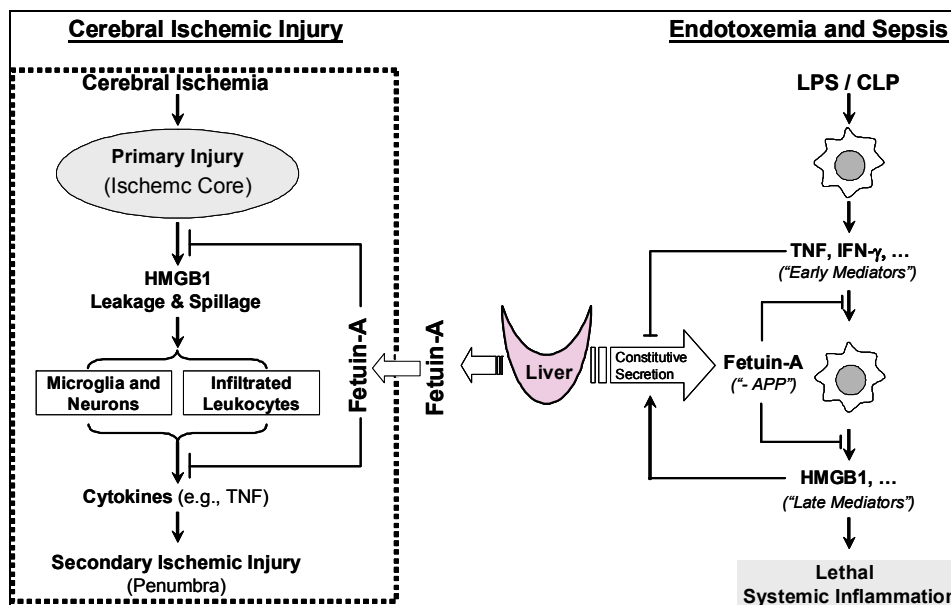 Cerebral Ischemic Injury
Cerebral Ischemia
Primary Injury
(Ischemc Core)
HMGB1
Leakage & Spillage
Microglia and
Neurons
Infiltrated
Leukocytes
Cytokines (e.g., TNF)
Secondary Ischemic Injury
(Penumbra)
Fetuin-A
Fetuin-A
Liver
Constitutive
Secretion
Endotoxemia and Sepsis
LPS / CLP
TNF, IFN-γ, ...
("Early Mediators")
Fetuin-A
("- APP")
HMGB1, ...
("Late Mediators")
Lethal
Systemic Inflammation